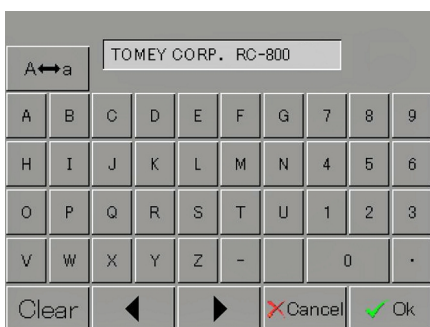 A↔a
TOMEY CORP. RC-800
A B C D E F G 7 8 9
H I J K L M N 4 5 6
O P Q R S T U 1 2 3
V W X Y Z - 0 .
Clear Cancel Ok